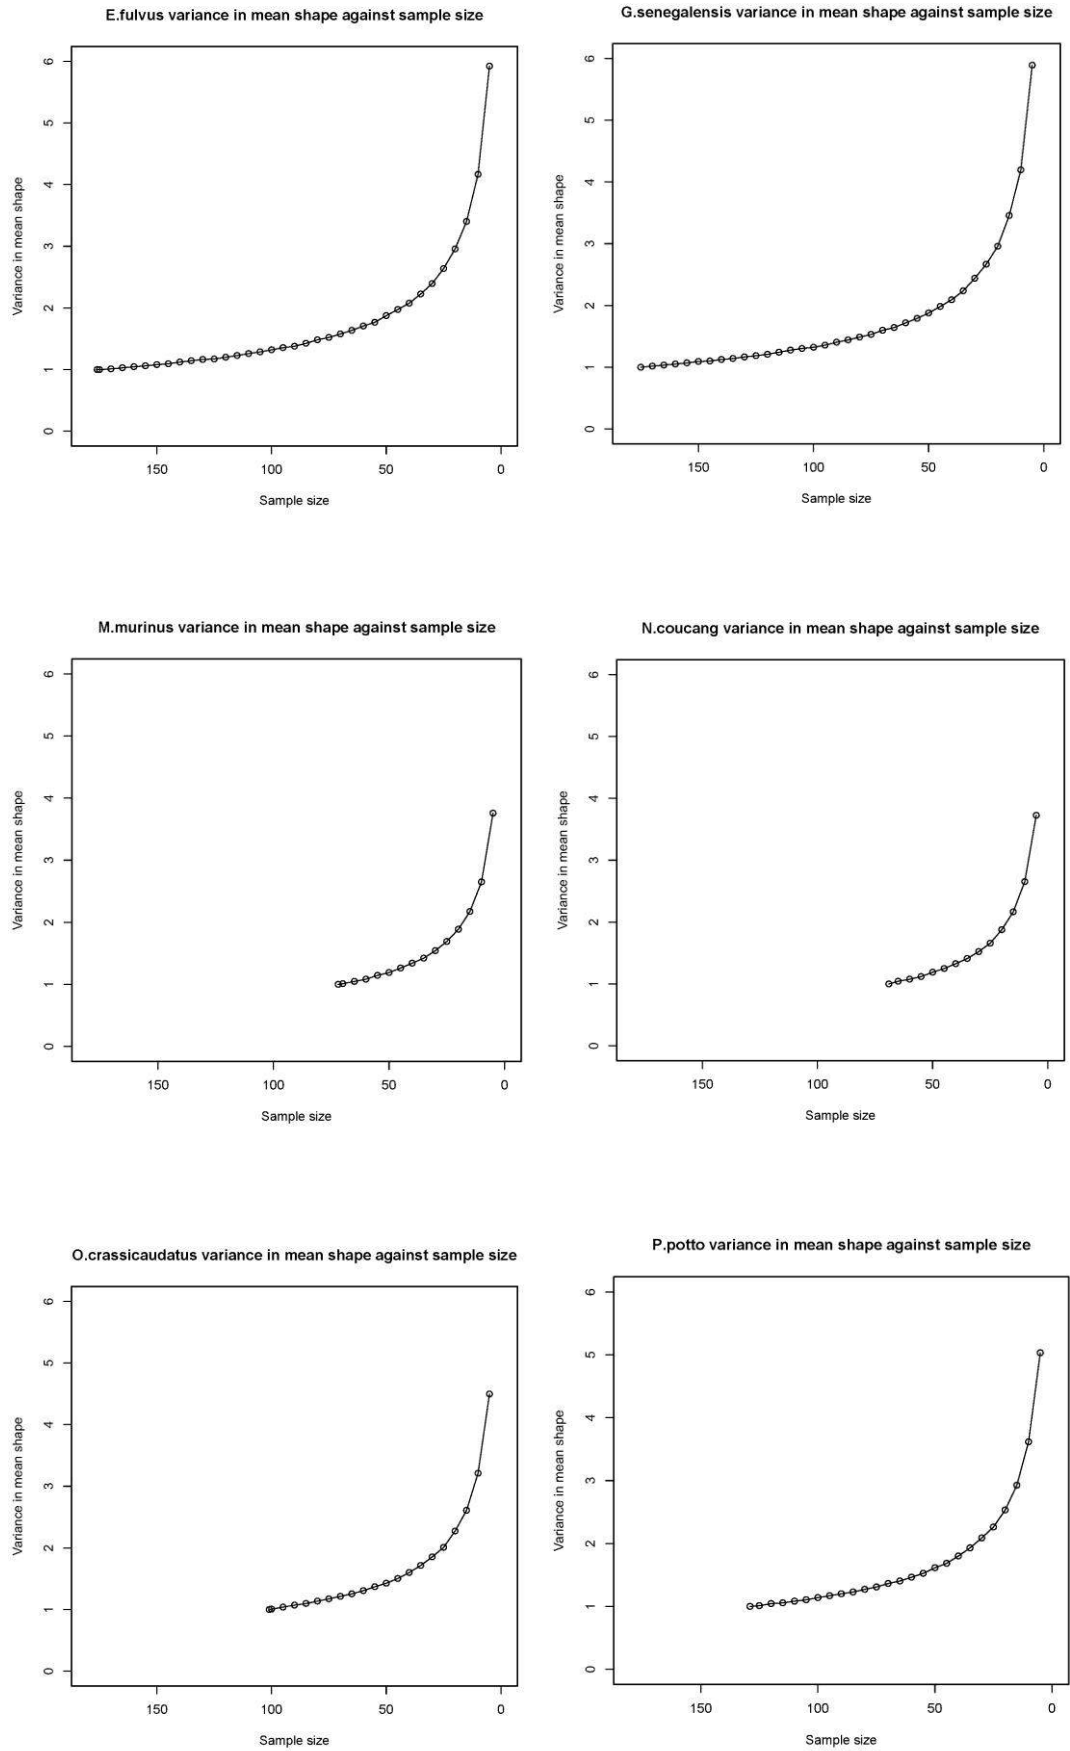 E.fulvus variance in mean shape against sample size
Variance in mean shape
6
5
4
3
2
1
0
150 100 50 0
Sample size
G.senegalensis variance in mean shape against sample size
Variance in mean shape
6
5
4
3
2
1
0
150 100 50 0
Sample size
M.murinus variance in mean shape against sample size
Variance in mean shape
6
5
4
3
2
1
0
150 100 50 0
Sample size
N.coucang variance in mean shape against sample size
Variance in mean shape
6
5
4
3
2
1
0
150 100 50 0
Sample size
O.crassicaudatus variance in mean shape against sample size
Variance in mean shape
6
5
4
3
2
1
0
150 100 50 0
Sample size
P.potto variance in mean shape against sample size
Variance in mean shape
6
5
4
3
2
1
0
150 100 50 0
Sample size